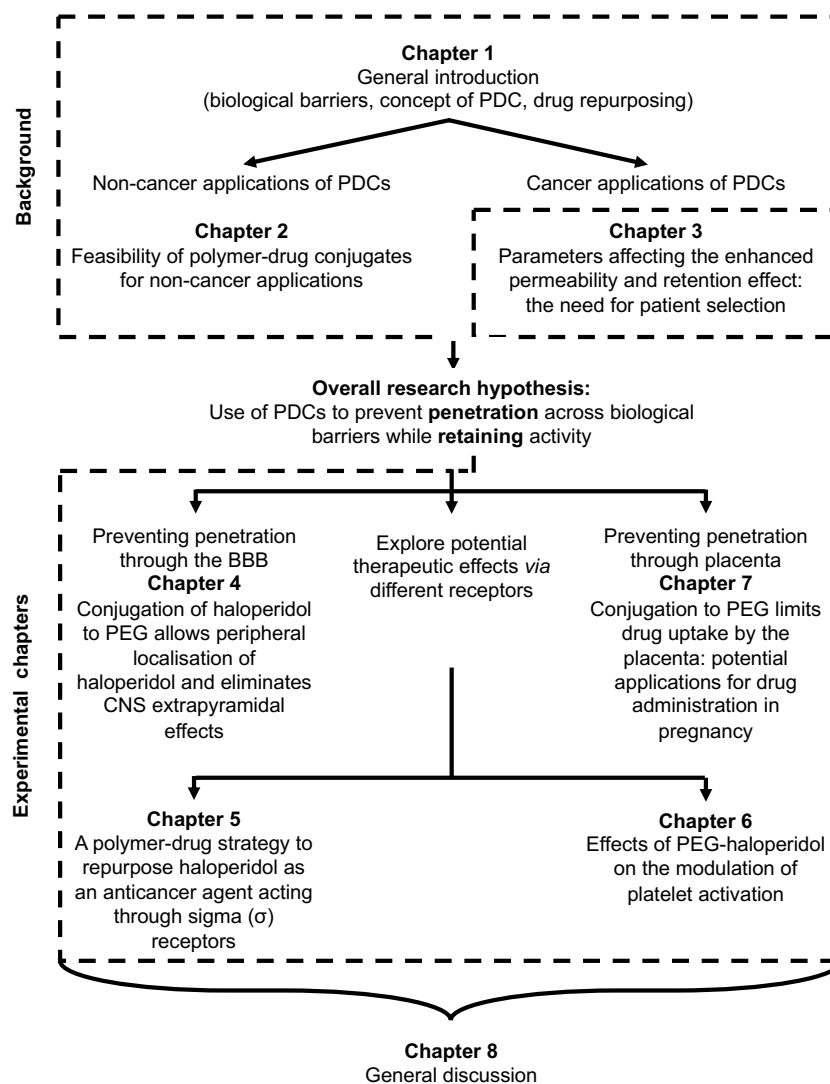 Background
Chapter 1
General introduction
(biological barriers, concept of PDC, drug repurposing)
Non-cancer applications of PDCs
Cancer applications of PDCs
Chapter 2
Feasibility of polymer-drug conjugates
for non-cancer applications
Chapter 3
Parameters affecting the enhanced
permeability and retention effect:
the need for patient selection
Overall research hypothesis:
Use of PDCs to prevent penetration across biological
barriers while retaining activity
Experimental chapters
Preventing penetration
through the BBB
Chapter 4
Conjugation of haloperidol
to PEG allows peripheral
localisation of
haloperidol and eliminates
CNS extrapyramidal
effects
Explore potential
therapeutic effects via
different receptors
Preventing penetration
through placenta
Chapter 7
Conjugation to PEG limits
drug uptake by the
placenta: potential
applications for drug
administration in
pregnancy
Chapter 5
A polymer-drug strategy to
repurpose haloperidol as
an anticancer agent acting
through sigma (σ)
receptors
Chapter 6
Effects of PEG-haloperidol
on the modulation of
platelet activation
Chapter 8
General discussion